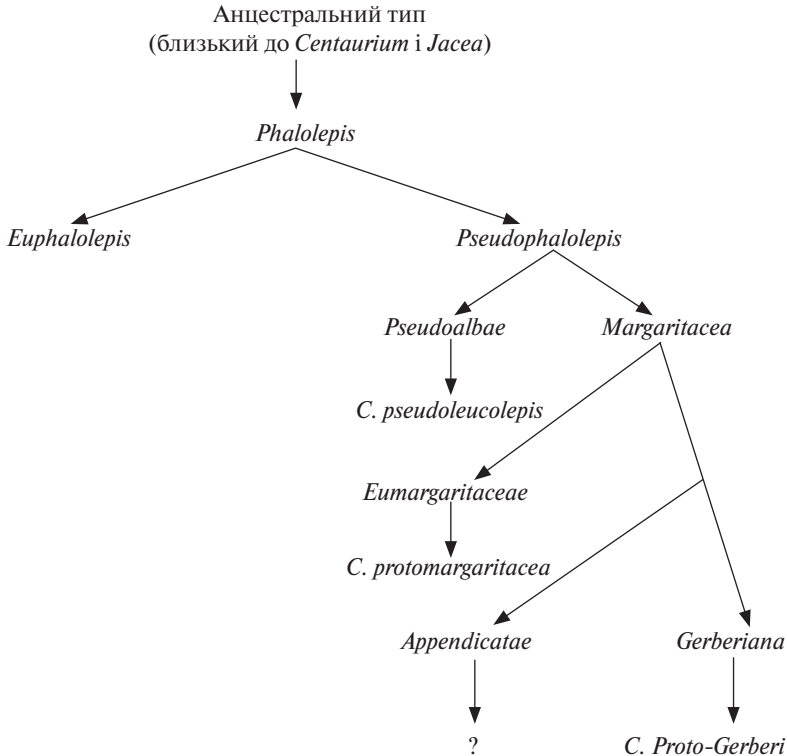 Анцестральний тип
(близький до Centaurium і Jacea)
Phalolepis
Euphalolepis Pseudophalolepis
Pseudoalbae Margaritacea
C. pseudoleucolepis
Eumargaritaceae
C. protomargaritacea
Appendicatae Gerberiana
? C. Proto-Gerberi